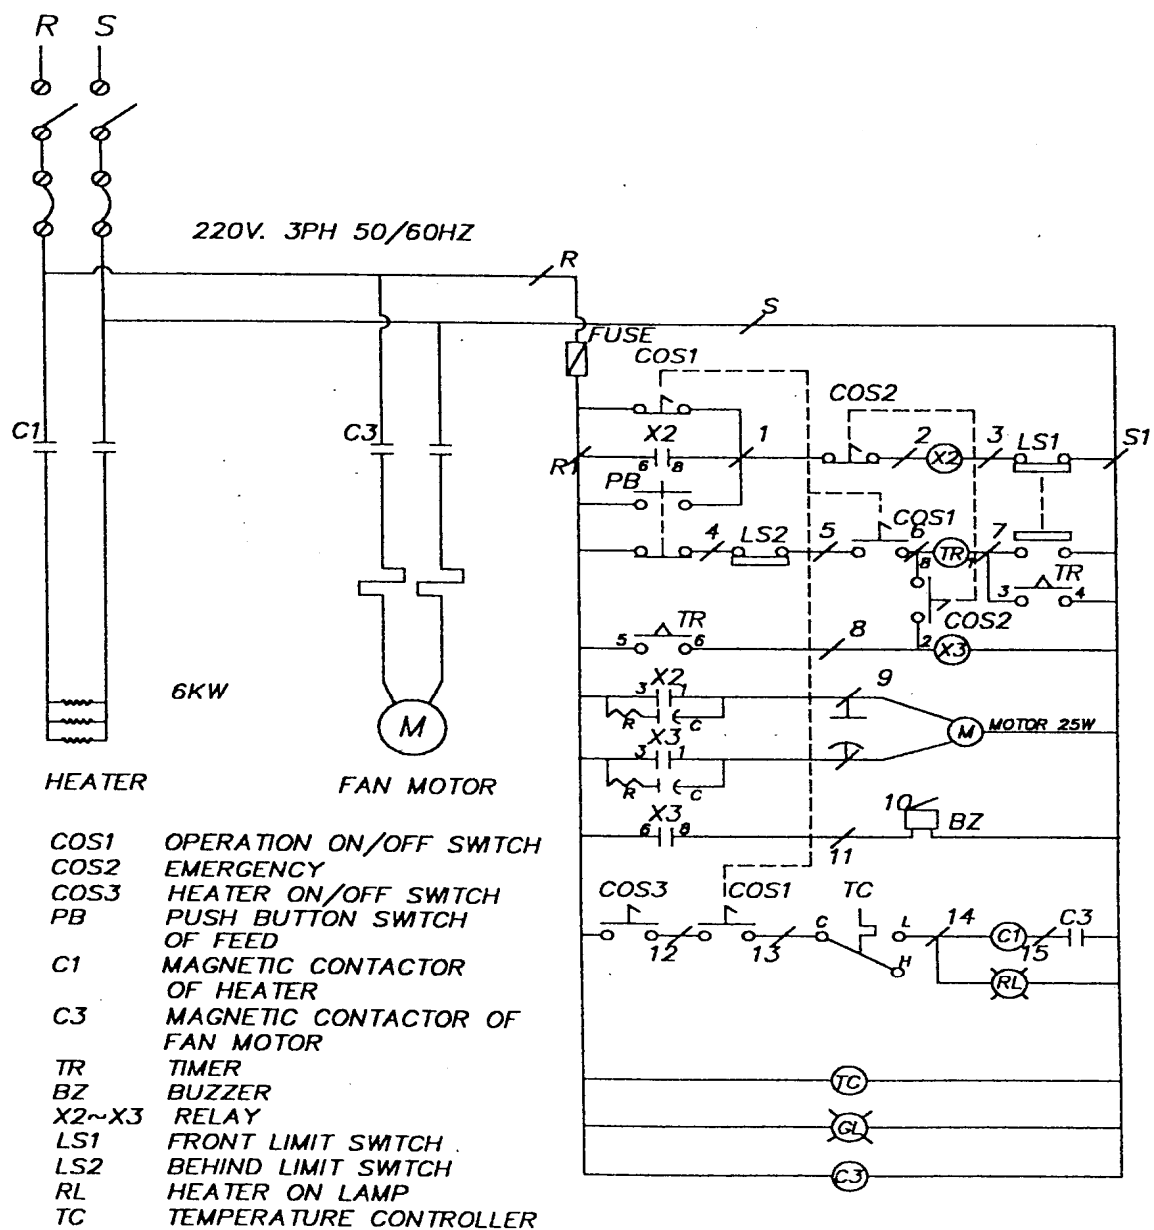 R S
220V. 3PH 50/60HZ
R
S
FUSE
COS1
COS2
C1
C3
X2
1
2
3
LS1
S1
R1
6 8
X2
PB
4
LS2
5
COS1
6
TR
7
8
1
TR
3 4
COS2
TR
5 6
8
2
X3
6KW
X2
3 1
9
R C
M
M
MOTOR 25W
X3
3 1
HEATER
FAN MOTOR
R C
X3
6 8
10
BZ
11
COS1 OPERATION ON/OFF SWITCH
COS2 EMERGENCY
COS3 HEATER ON/OFF SWITCH
PB PUSH BUTTON SWITCH
OF FEED
C1 MAGNETIC CONTACTOR
OF HEATER
C3 MAGNETIC CONTACTOR OF
FAN MOTOR
TR TIMER
BZ BUZZER
X2~X3 RELAY
LS1 FRONT LIMIT SWITCH
LS2 BEHIND LIMIT SWITCH
RL HEATER ON LAMP
TC TEMPERATURE CONTROLLER
COS3
COS1
TC
C L
14
C3
12
13
C1
15
H
RL
TC
GL
C3